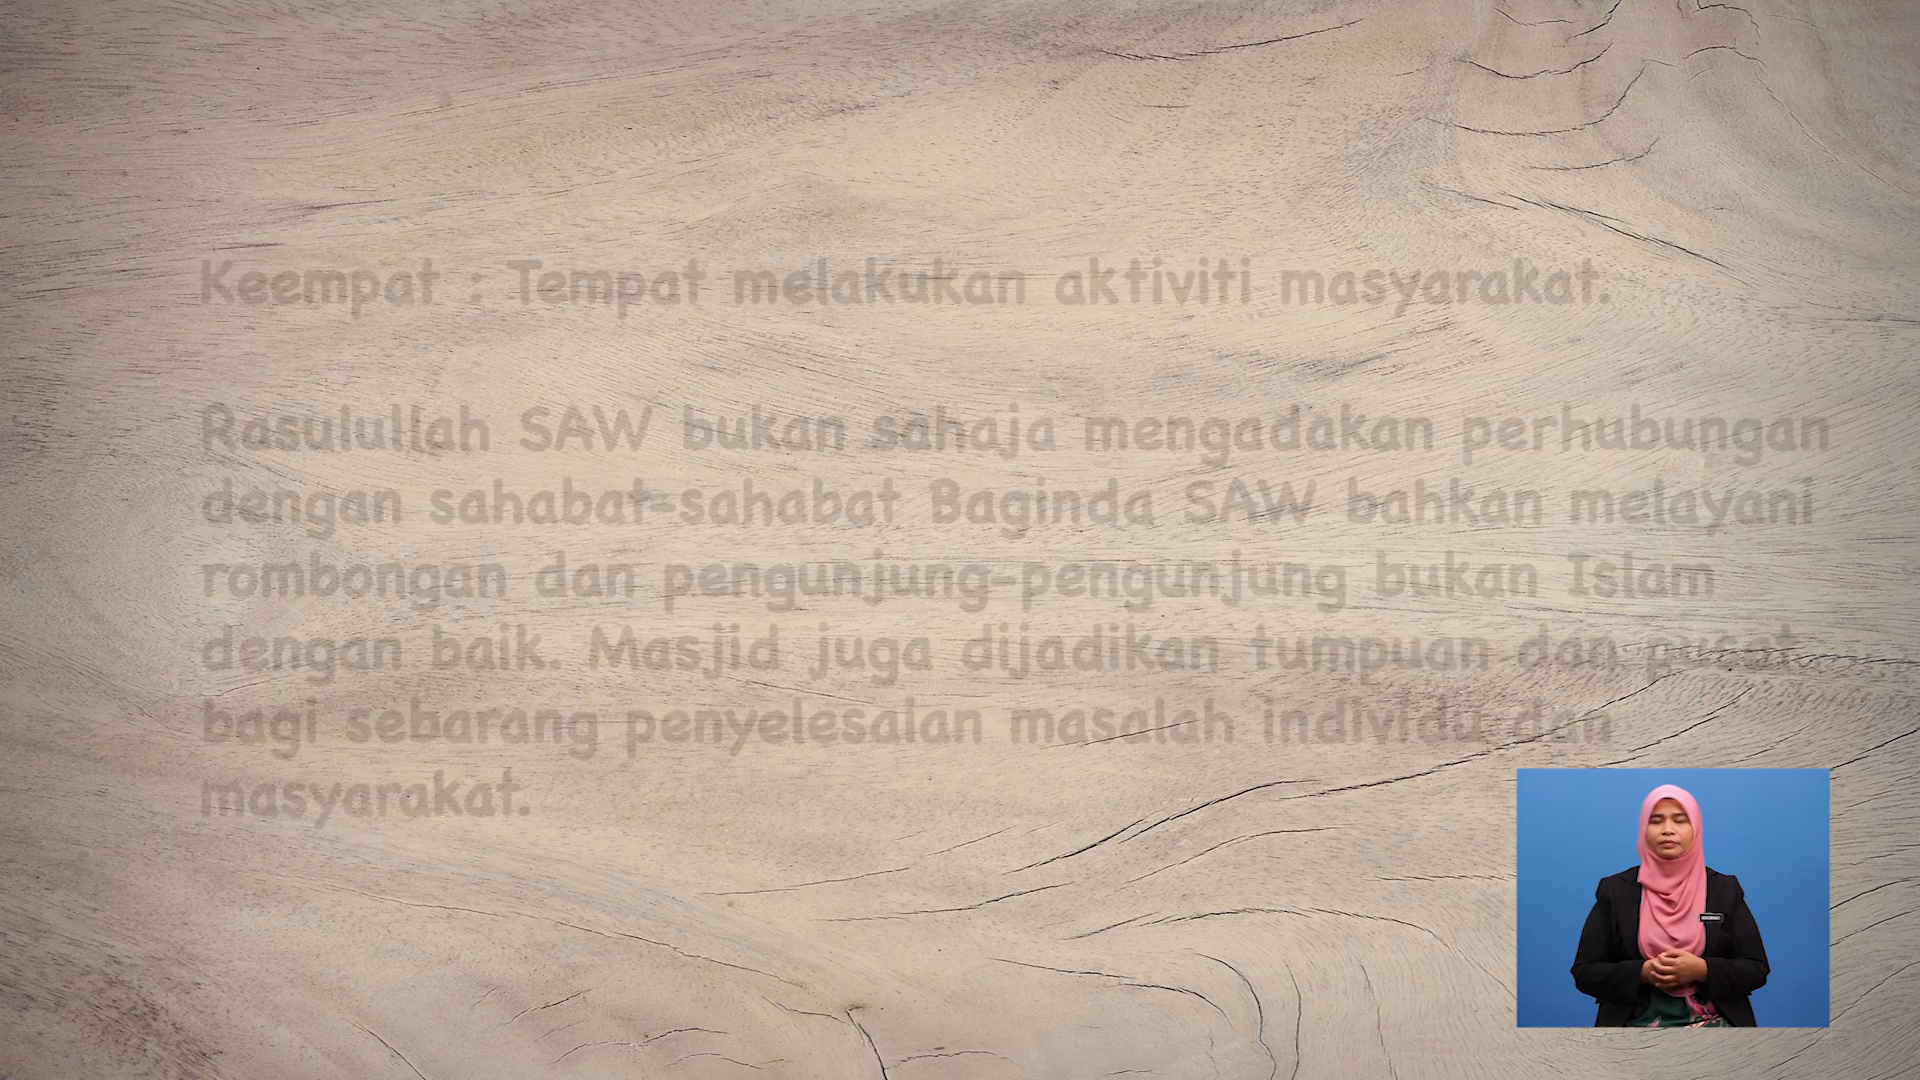 Keempat : Tempat melakukan aktiviti masyarakat.
Rasulullah SAW bukan sahaja mengadakan perhubungan
dengan sahabat-sahabat Baginda SAW bahkan melayani
rombongan dan pengunjung-pengunjung bukan Islam
dengan baik. Masjid juga dijadikan tumpuan dan pusat
bagi sebarang penyelesaian masalah individu dan
masyarakat.